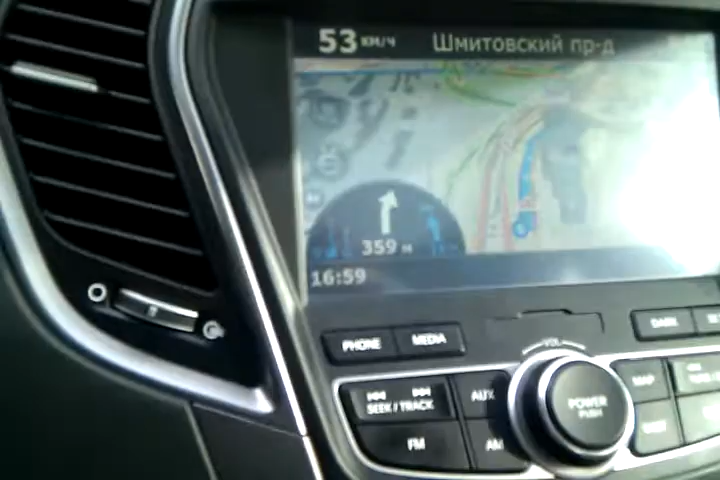 53 км/ч Шмитовский пр-д
359 м
16:59
PHONE MEDIA
DARK
VOL
SEEK / TRACK AUX
POWER
PUSH
MAP
FM AM